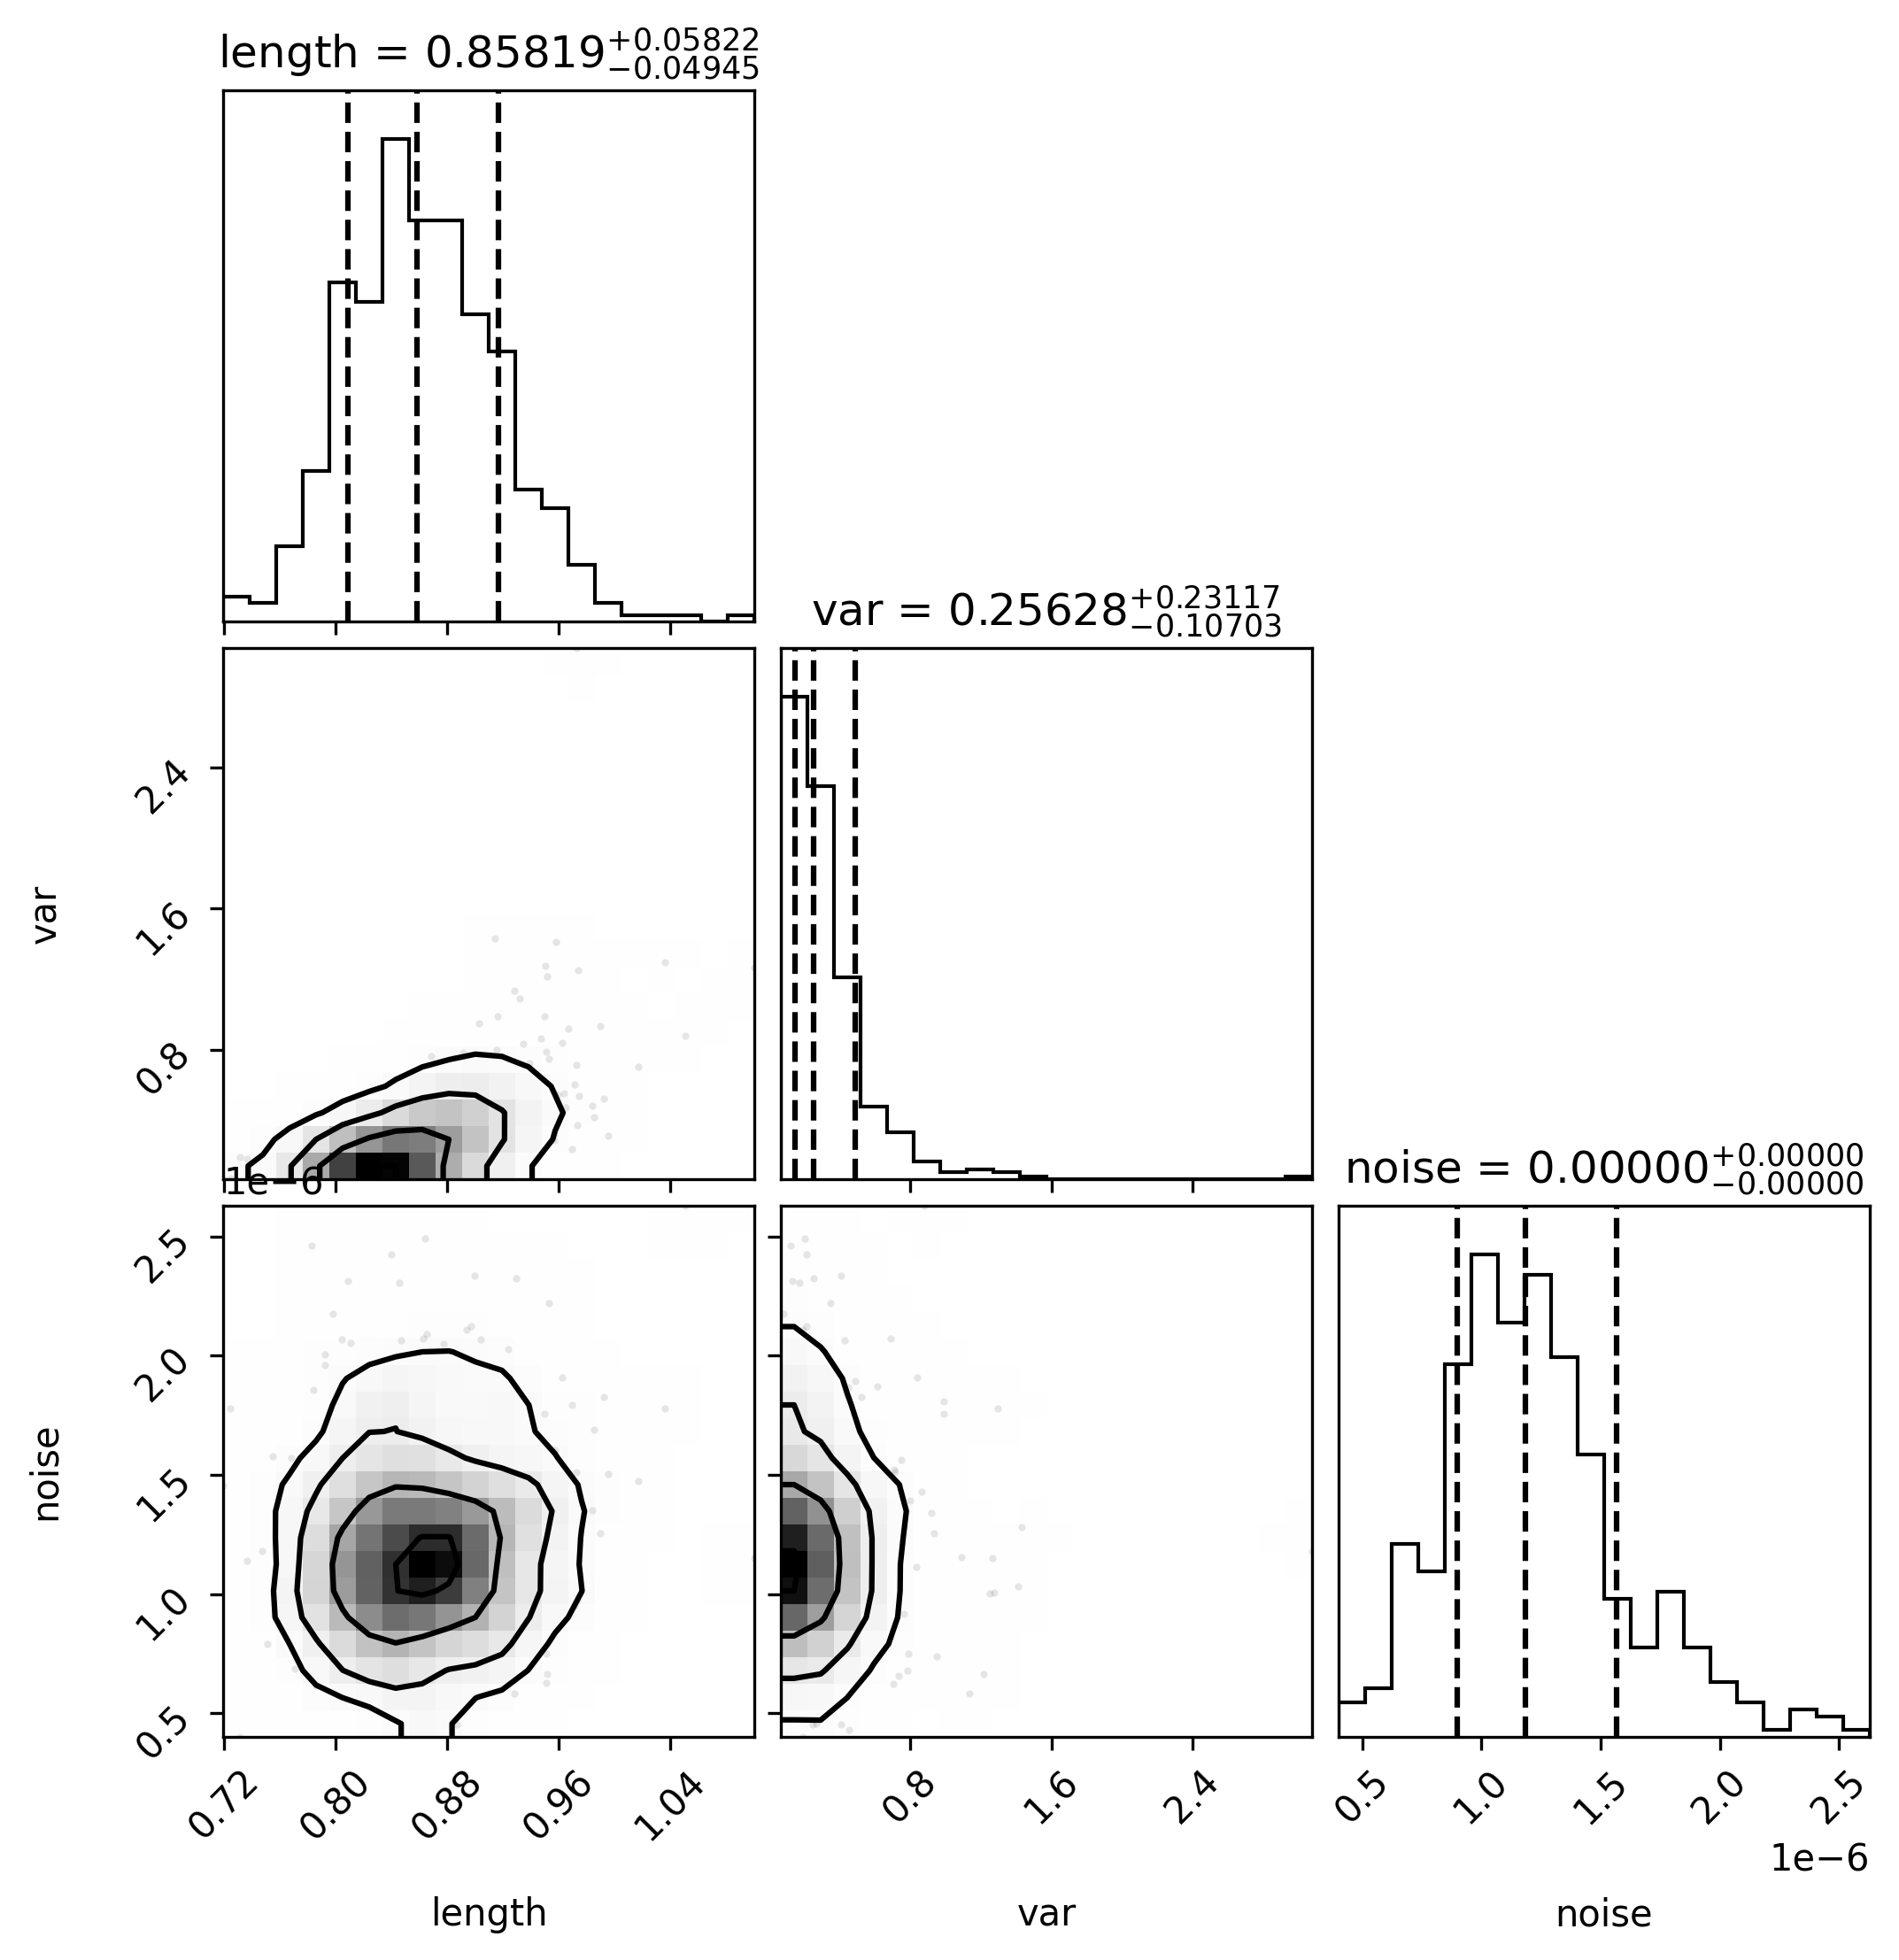 length = 0.85819 +0.05822 −0.04945
var = 0.25628 +0.23117 −0.10703
2.4
1.6
0.8
var
1e−6
noise = 0.00000 +0.00000 −0.00000
2.5
2.0
1.5
1.0
0.5
noise
0.72 0.80 0.88 0.96 1.04
0.8 1.6 2.4
0.5 1.0 1.5 2.0 2.5
1e−6
length
var
noise